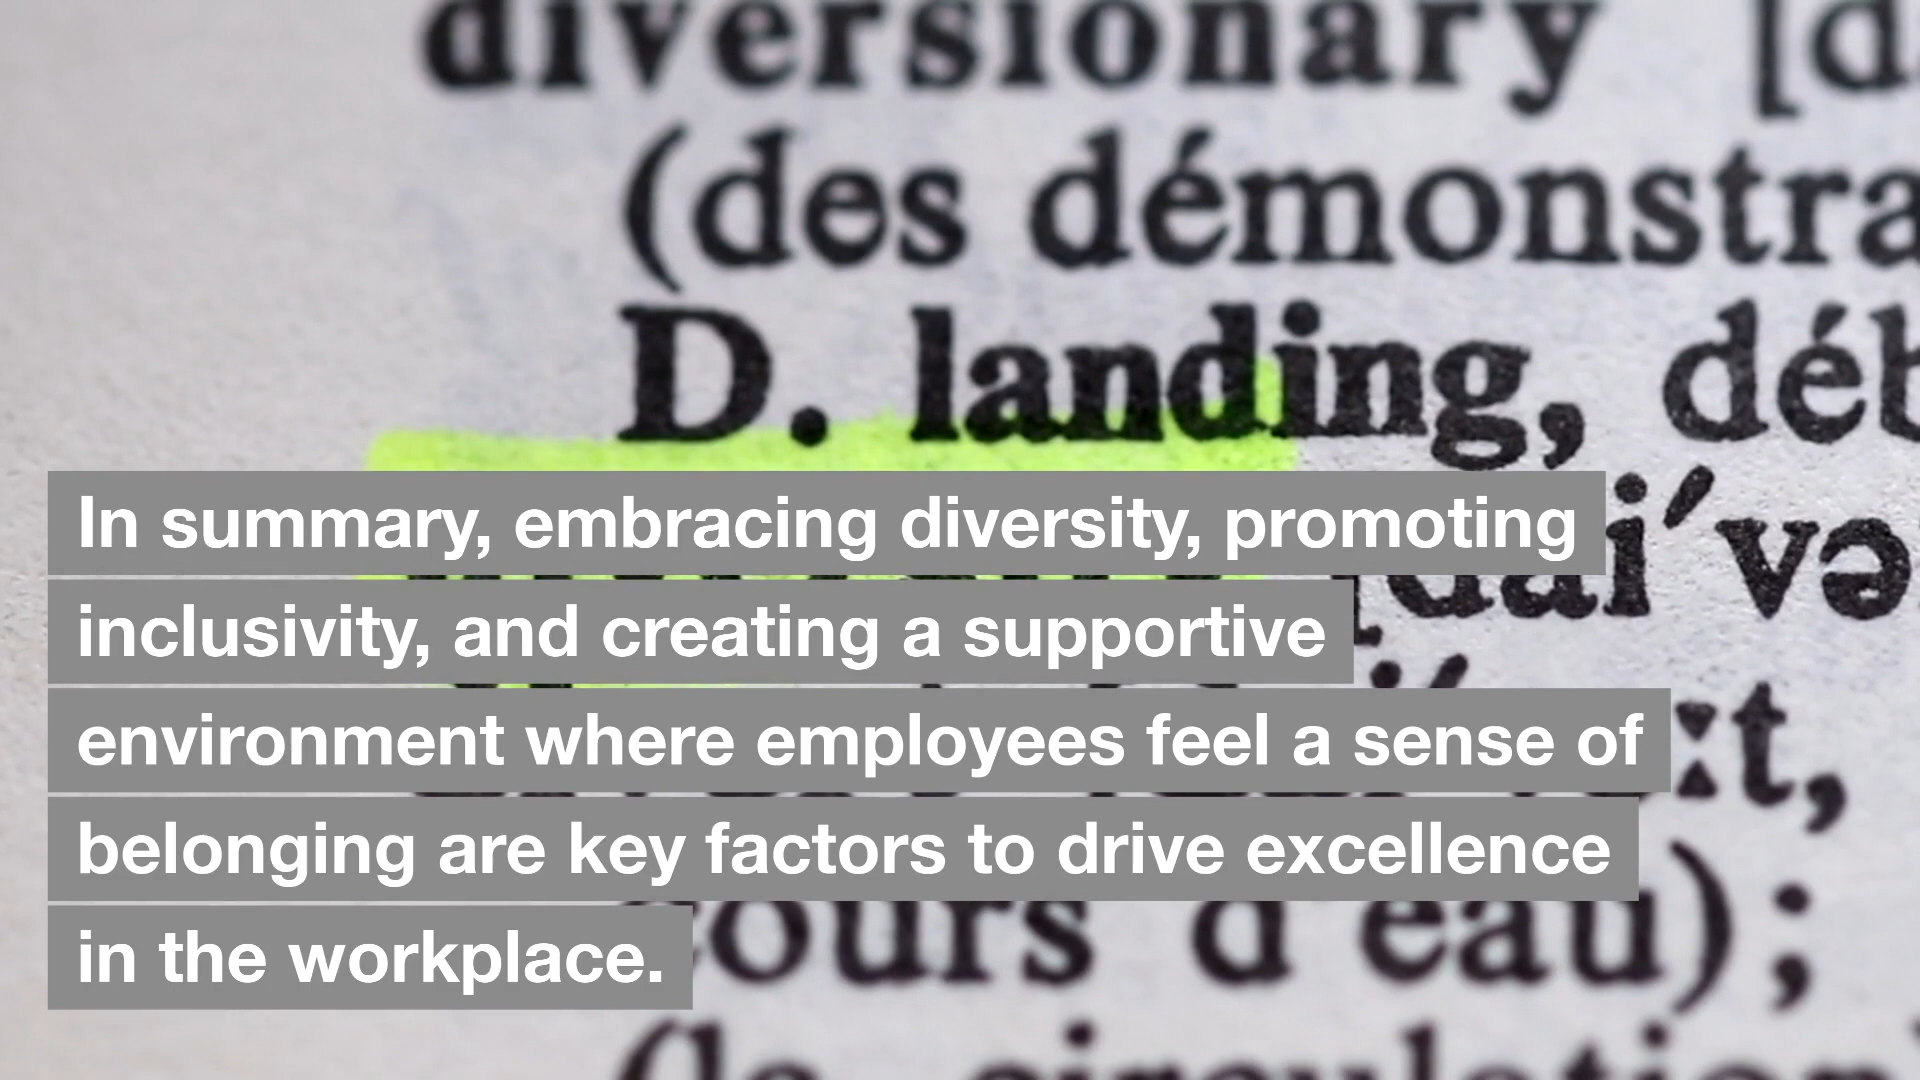 diversionary [d
(des démonstra
D. landing, déb
In summary, embracing diversity, promoting
inclusivity, and creating a supportive
environment where employees feel a sense of
belonging are key factors to drive excellence
in the workplace.
d'eau);